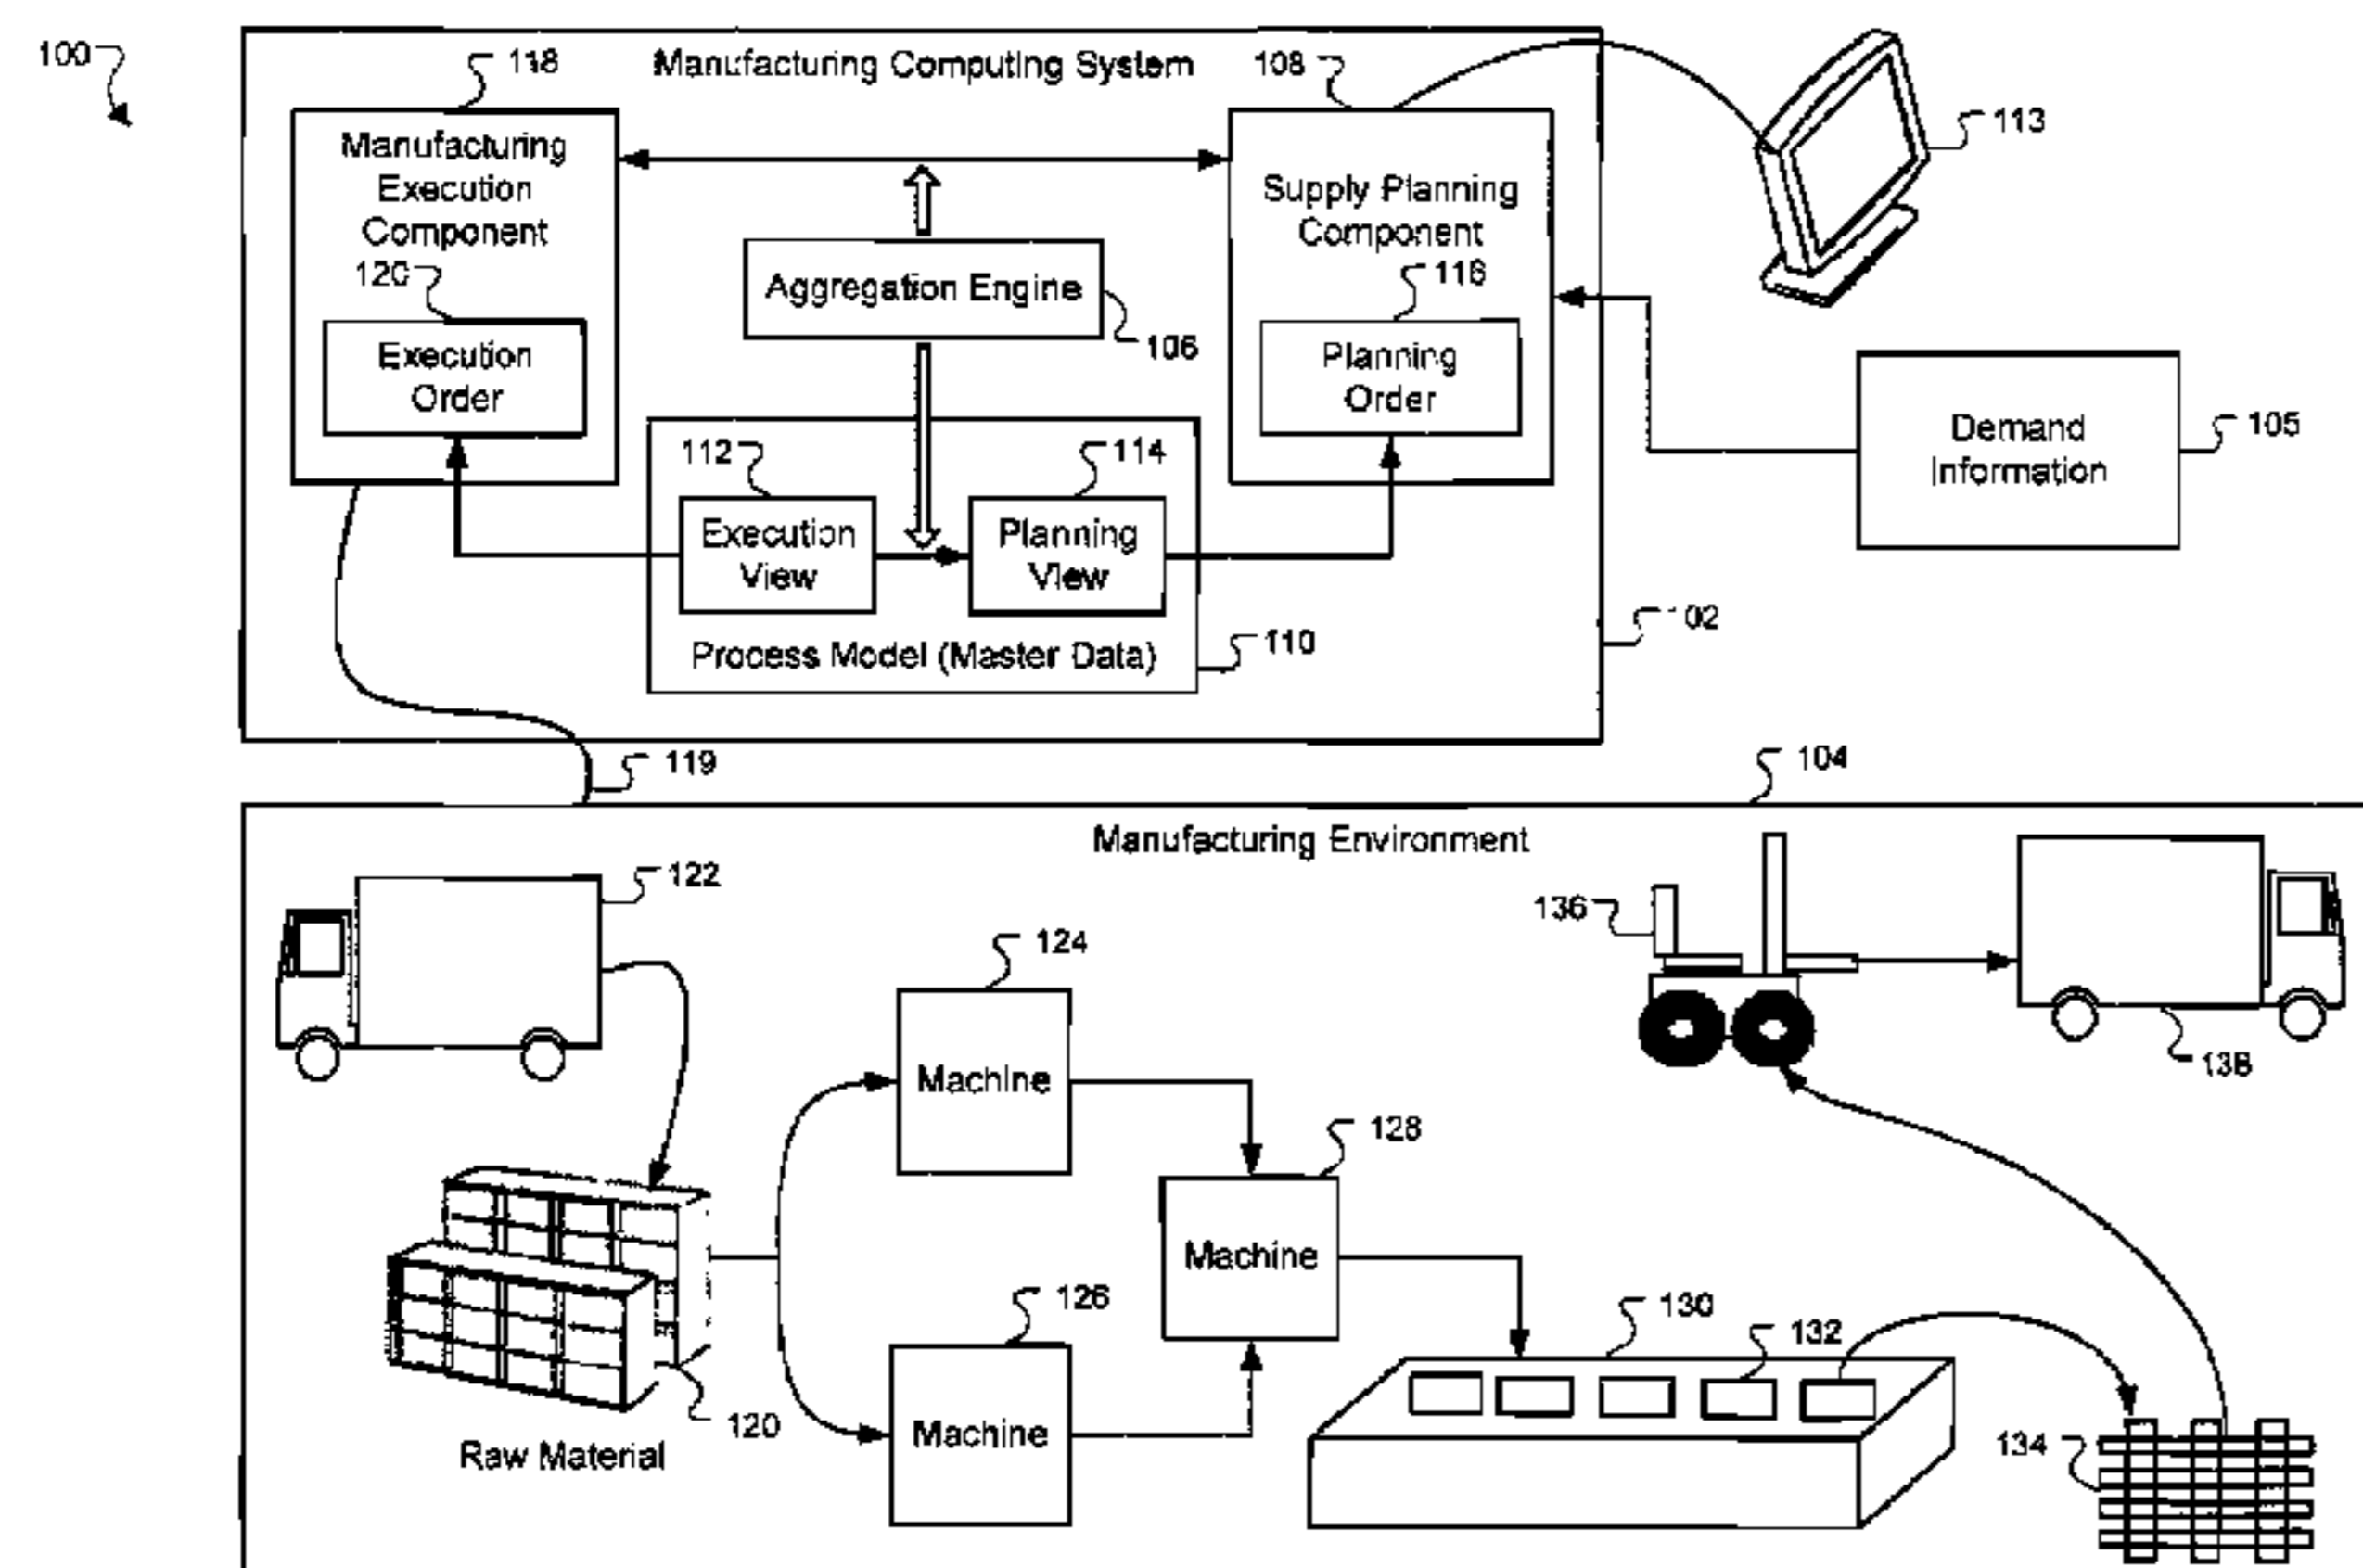 100
118
Manufacturing Computing System
108
113
Manufacturing
Execution
Component
120
Execution
Order
Aggregation Engine
106
Supply Planning
Component
116
Planning
Order
Demand
Information
105
112
114
Execution
View
Planning
View
Process Model (Master Data)
110
102
119
104
Manufacturing Environment
122
124
136
138
Machine
128
Machine
126
Machine
130
132
120
Raw Material
134